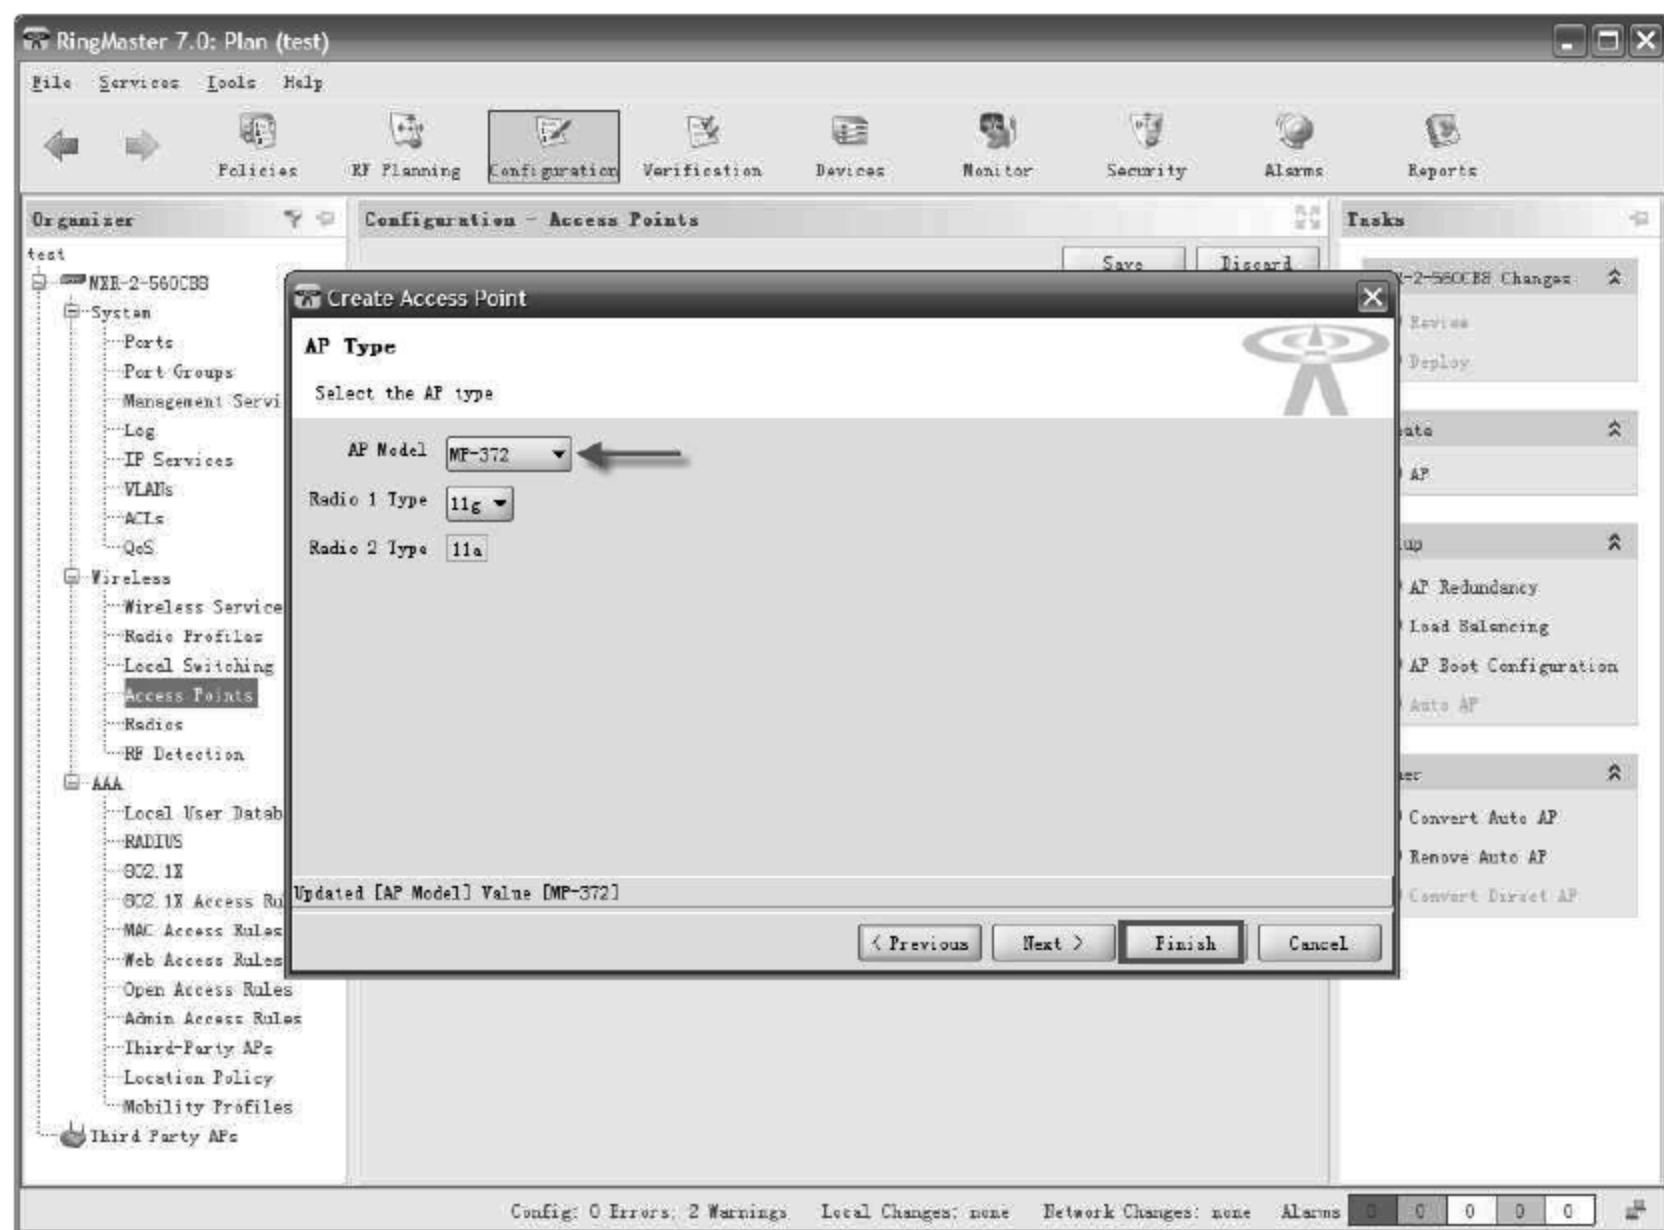 RingMaster 7.0: Plan (test)
File Services Tools Help
Policies RF Planning Configuration Verification Devices Monitor Security Alarms Reports
Organizer
Configuration - Access Points
Tasks
Save Discard
test
MXR-2-560CB8
System
Ports
Port Groups
Management Servi
Log
IP Services
VLANs
ACLs
QoS
Wireless
Wireless Service
Radio Profiles
Local Switching
Access Points
Radios
RF Detection
AAA
Local User Datab
RADIUS
802.1X
802.1X Access Ru
MAC Access Rules
Web Access Rules
Open Access Rules
Admin Access Rules
Third-Party APs
Location Policy
Mobility Profiles
Third Party APs
Create Access Point
AP Type
Select the AP type
AP Model MP-372
Radio 1 Type 11g
Radio 2 Type 11a
Updated [AP Model] Value [MP-372]
< Previous Next > Finish Cancel
R-2-560CB8 Changes
Review
Deploy
eate
AP
up
AP Redundancy
Load Balancing
AP Boot Configuration
Auto AP
her
Convert Auto AP
Remove Auto AP
Convert Direct AP
Config: 0 Errors, 2 Warnings Local Changes: none Network Changes: none Alarms 0 0 0 0 0